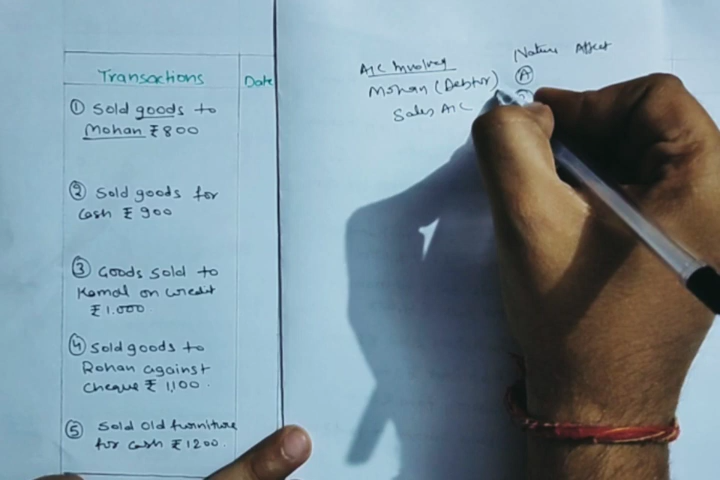 Transactions Date
① Sold goods to
Mohan ₹800
② Sold goods for
Cash ₹ 900
③ Goods sold to
Kamal on credit
₹1.000
④ Sold goods to
Rohan against
Cheque ₹ 1,100.
⑤ Sold old furniture
for cash ₹1200.
A/C Involved Nature Affect
Mohan (Debtor) Ⓐ
Sales A/C